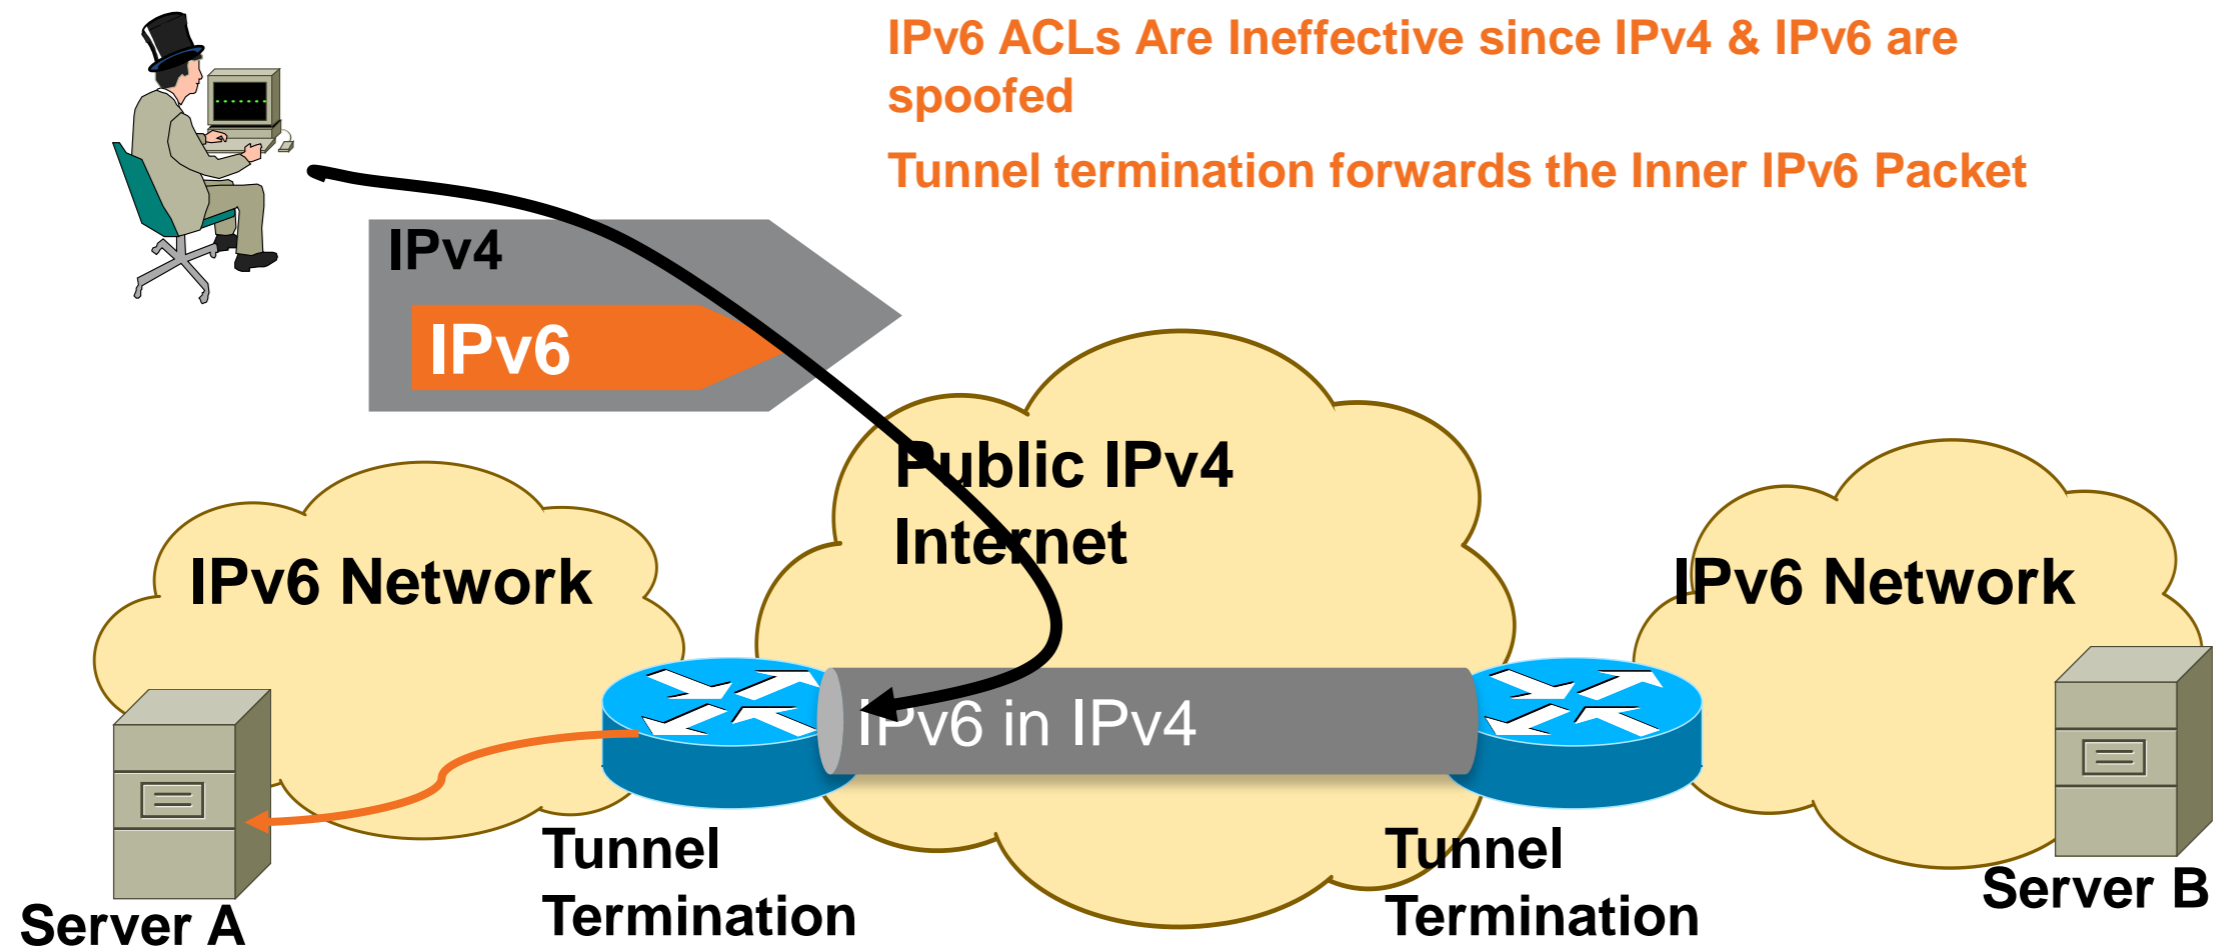 IPv6 ACLs Are Ineffective since IPv4 & IPv6 are
spoofed
Tunnel termination forwards the Inner IPv6 Packet
IPv4
IPv6
Public IPv4
Internet
IPv6 Network
IPv6 Network
IPv6 in IPv4
Tunnel
Termination
Tunnel
Termination
Server A
Server B